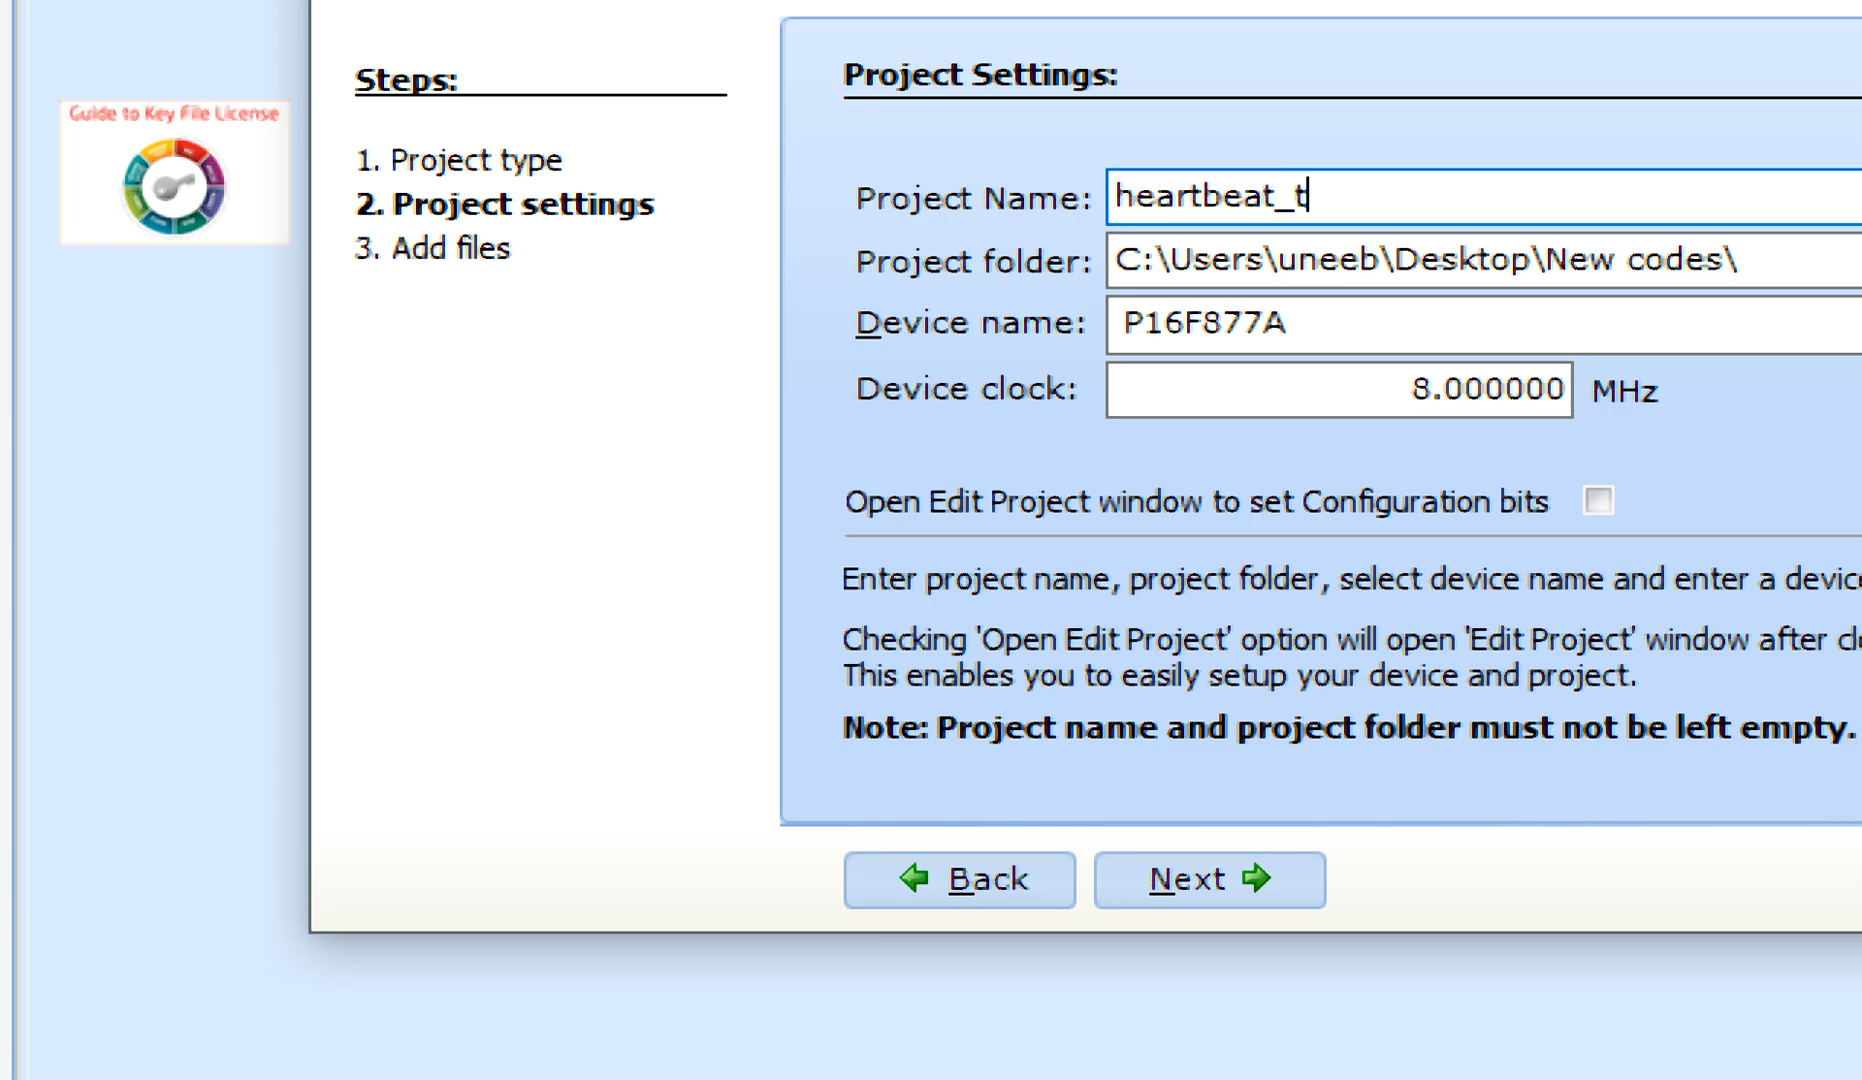 Guide to Key File License
Steps:
1. Project type
2. Project settings
3. Add files
Project Settings:
Project Name: heartbeat_t
Project folder: C:\Users\uneeb\Desktop\New codes\
Device name: P16F877A
Device clock: 8.000000 MHz
Open Edit Project window to set Configuration bits
Enter project name, project folder, select device name and enter a devic
Checking 'Open Edit Project' option will open 'Edit Project' window after cl
This enables you to easily setup your device and project.
Note: Project name and project folder must not be left empty.
Back Next